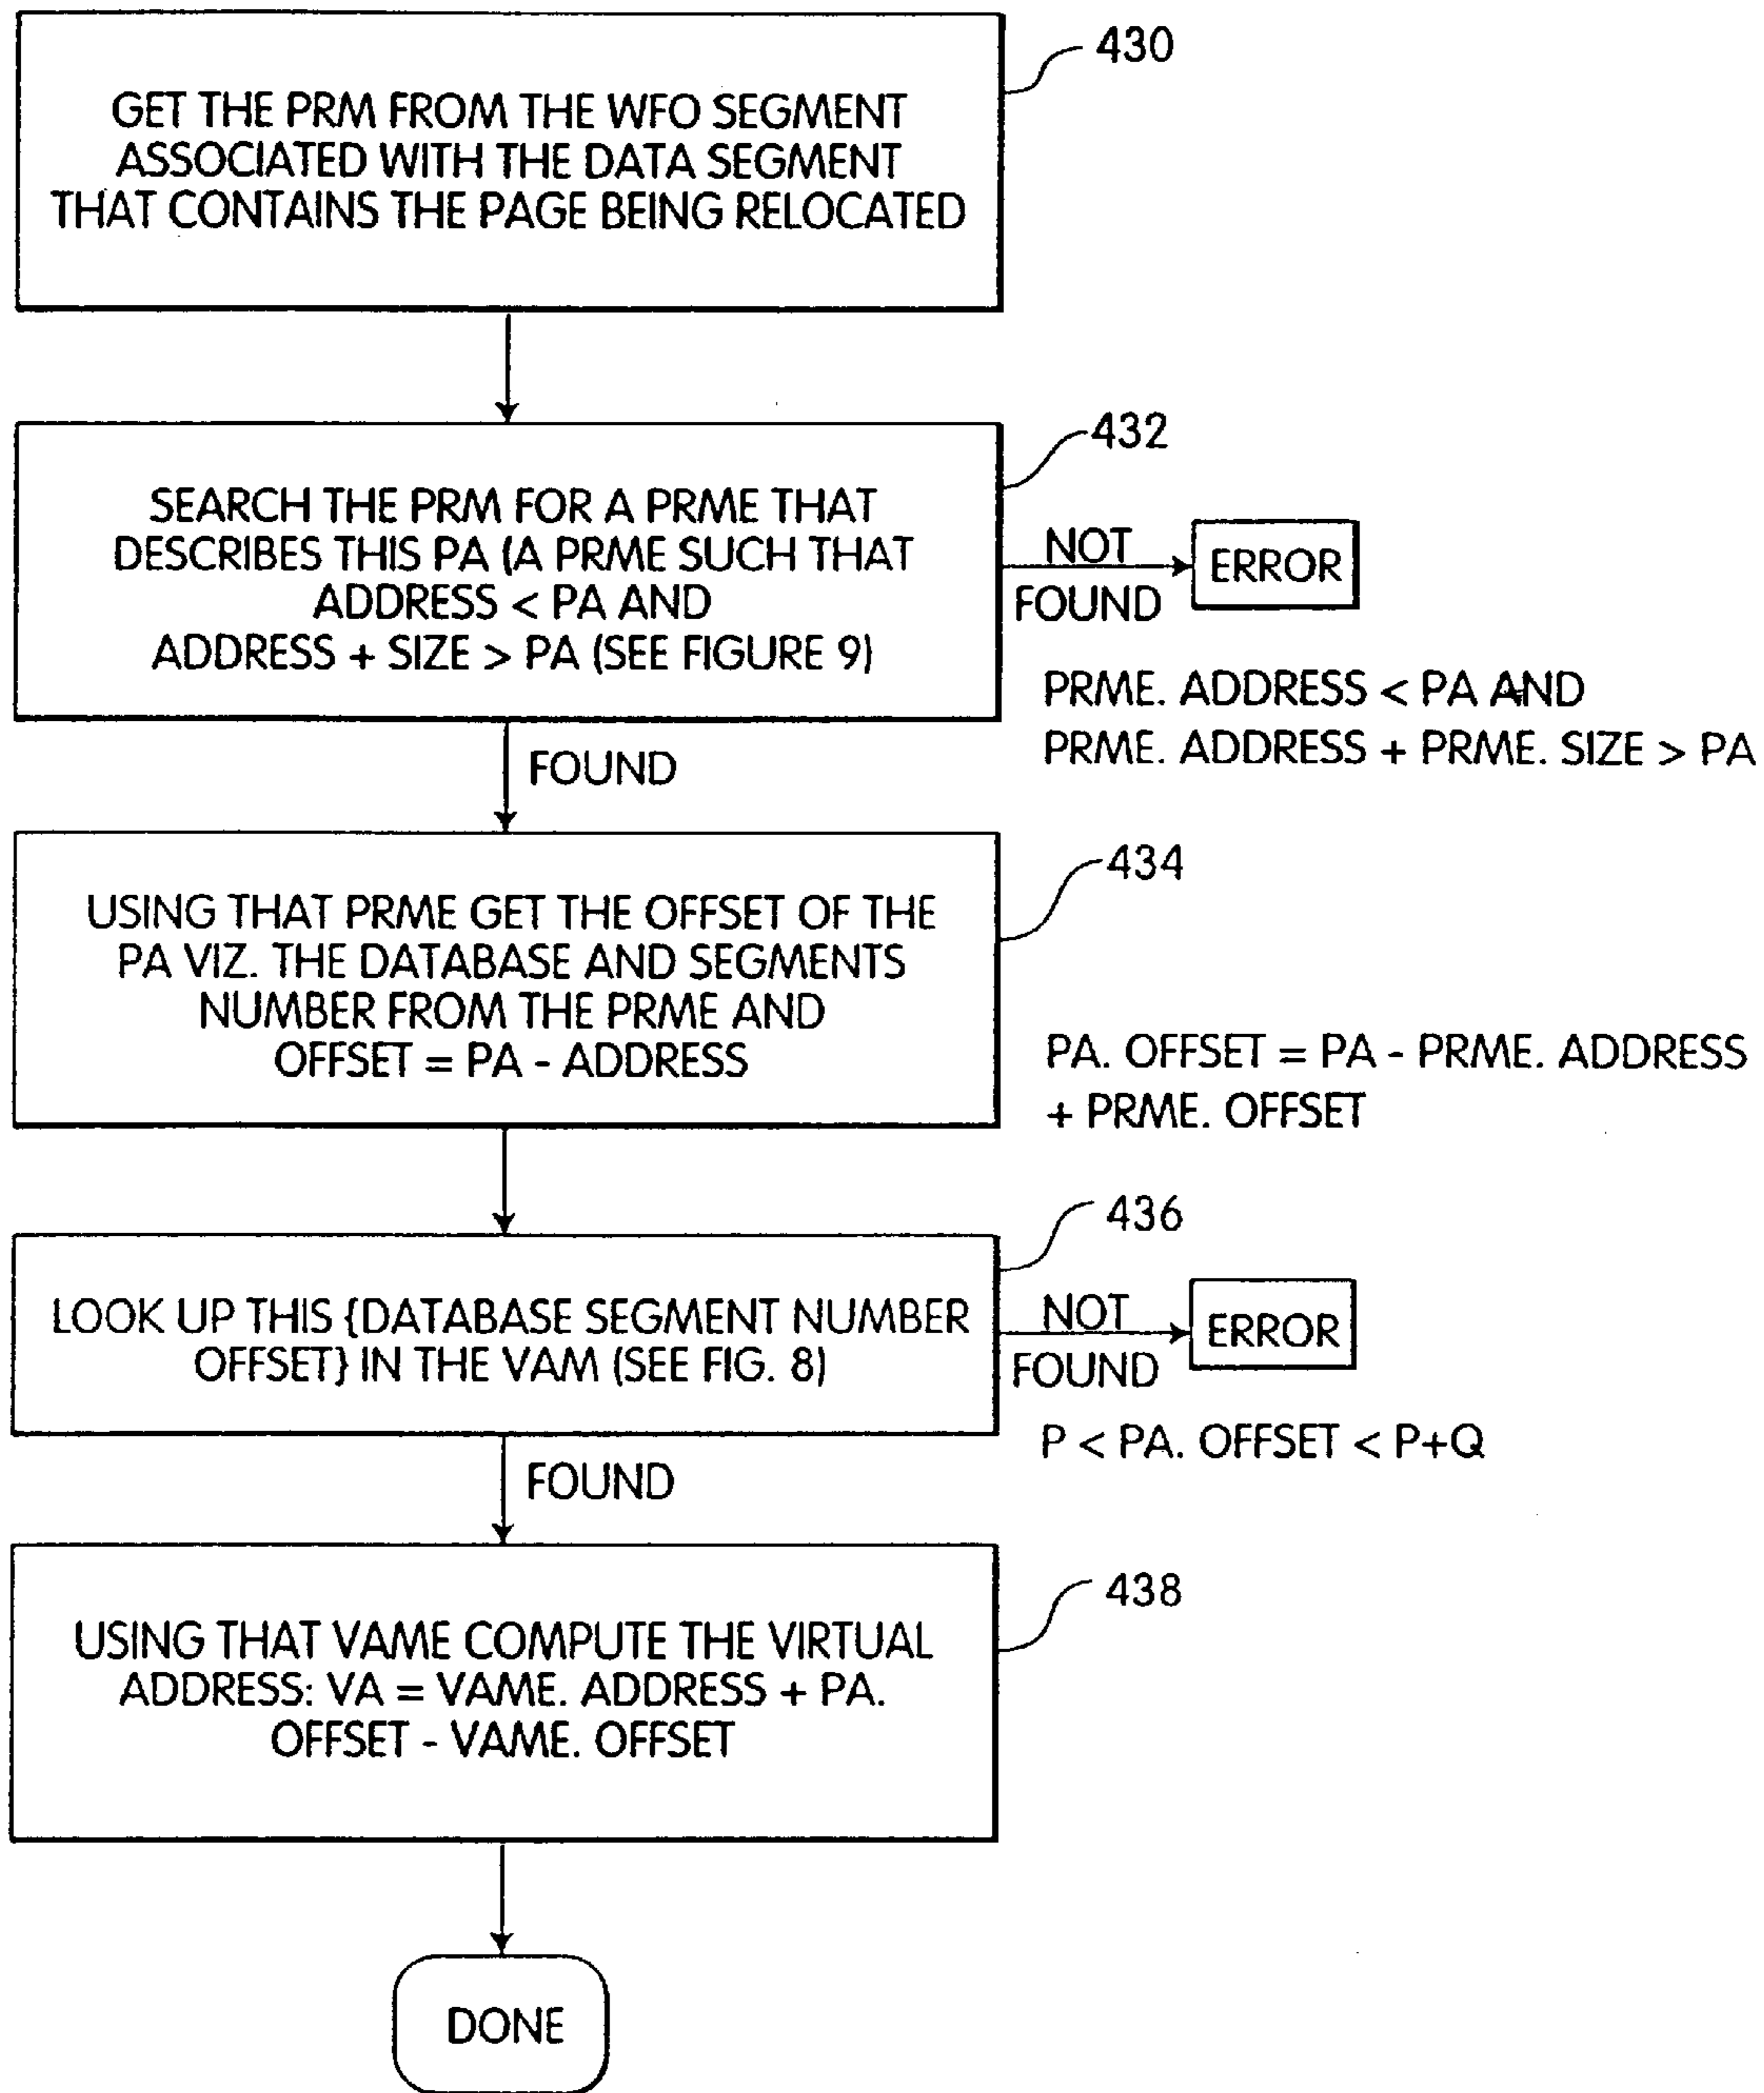 430
GET THE PRM FROM THE WFO SEGMENT
ASSOCIATED WITH THE DATA SEGMENT
THAT CONTAINS THE PAGE BEING RELOCATED
432
SEARCH THE PRM FOR A PRME THAT
DESCRIBES THIS PA (A PRME SUCH THAT
ADDRESS < PA AND
ADDRESS + SIZE > PA (SEE FIGURE 9)
NOT
FOUND
ERROR
PRME. ADDRESS < PA AND
PRME. ADDRESS + PRME. SIZE > PA
FOUND
434
USING THAT PRME GET THE OFFSET OF THE
PA VIZ. THE DATABASE AND SEGMENTS
NUMBER FROM THE PRME AND
OFFSET = PA - ADDRESS
PA. OFFSET = PA - PRME. ADDRESS
+ PRME. OFFSET
436
LOOK UP THIS {DATABASE SEGMENT NUMBER
OFFSET} IN THE VAM (SEE FIG. 8)
NOT
FOUND
ERROR
P < PA. OFFSET < P+Q
FOUND
438
USING THAT VAME COMPUTE THE VIRTUAL
ADDRESS: VA = VAME. ADDRESS + PA.
OFFSET - VAME. OFFSET
DONE